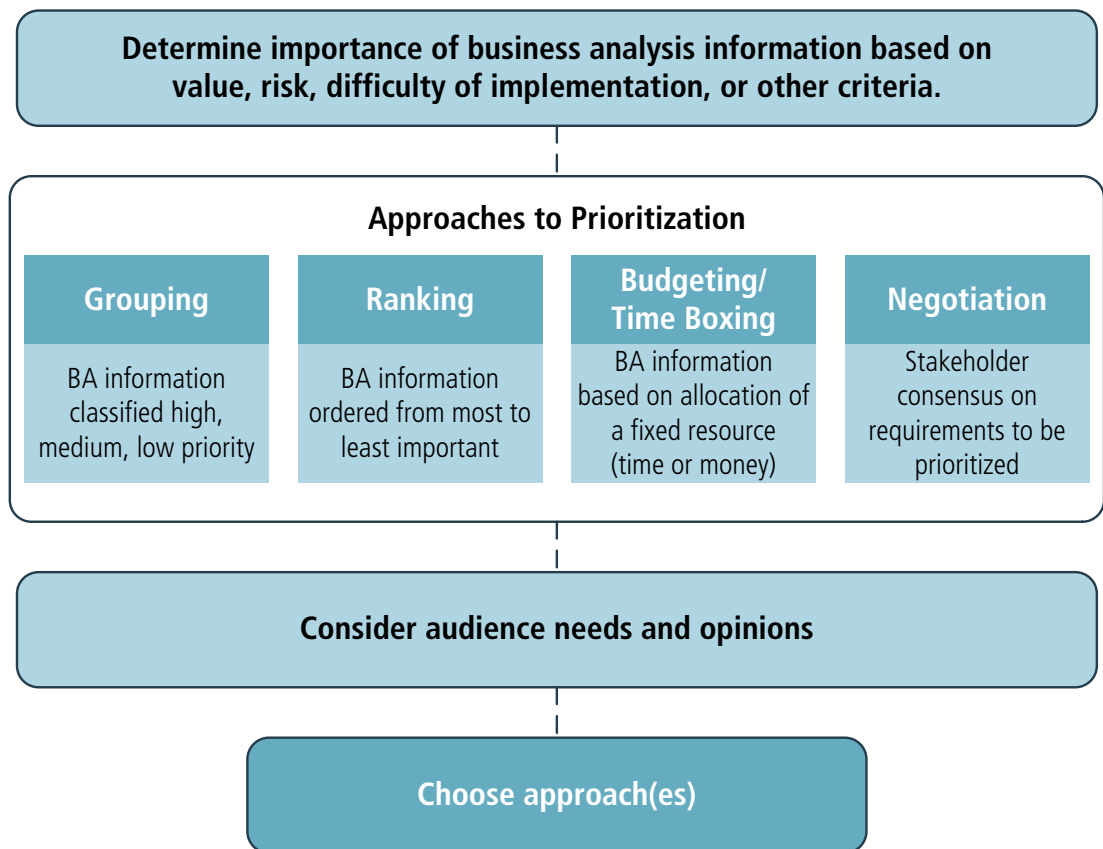 Determine importance of business analysis information based on
value, risk, difficulty of implementation, or other criteria.
Approaches to Prioritization
Grouping
BA information
classified high,
medium, low priority
Ranking
BA information
ordered from most to
least important
Budgeting/
Time Boxing
BA information
based on allocation of
a fixed resource
(time or money)
Negotiation
Stakeholder
consensus on
requirements to be
prioritized
Consider audience needs and opinions
Choose approach(es)